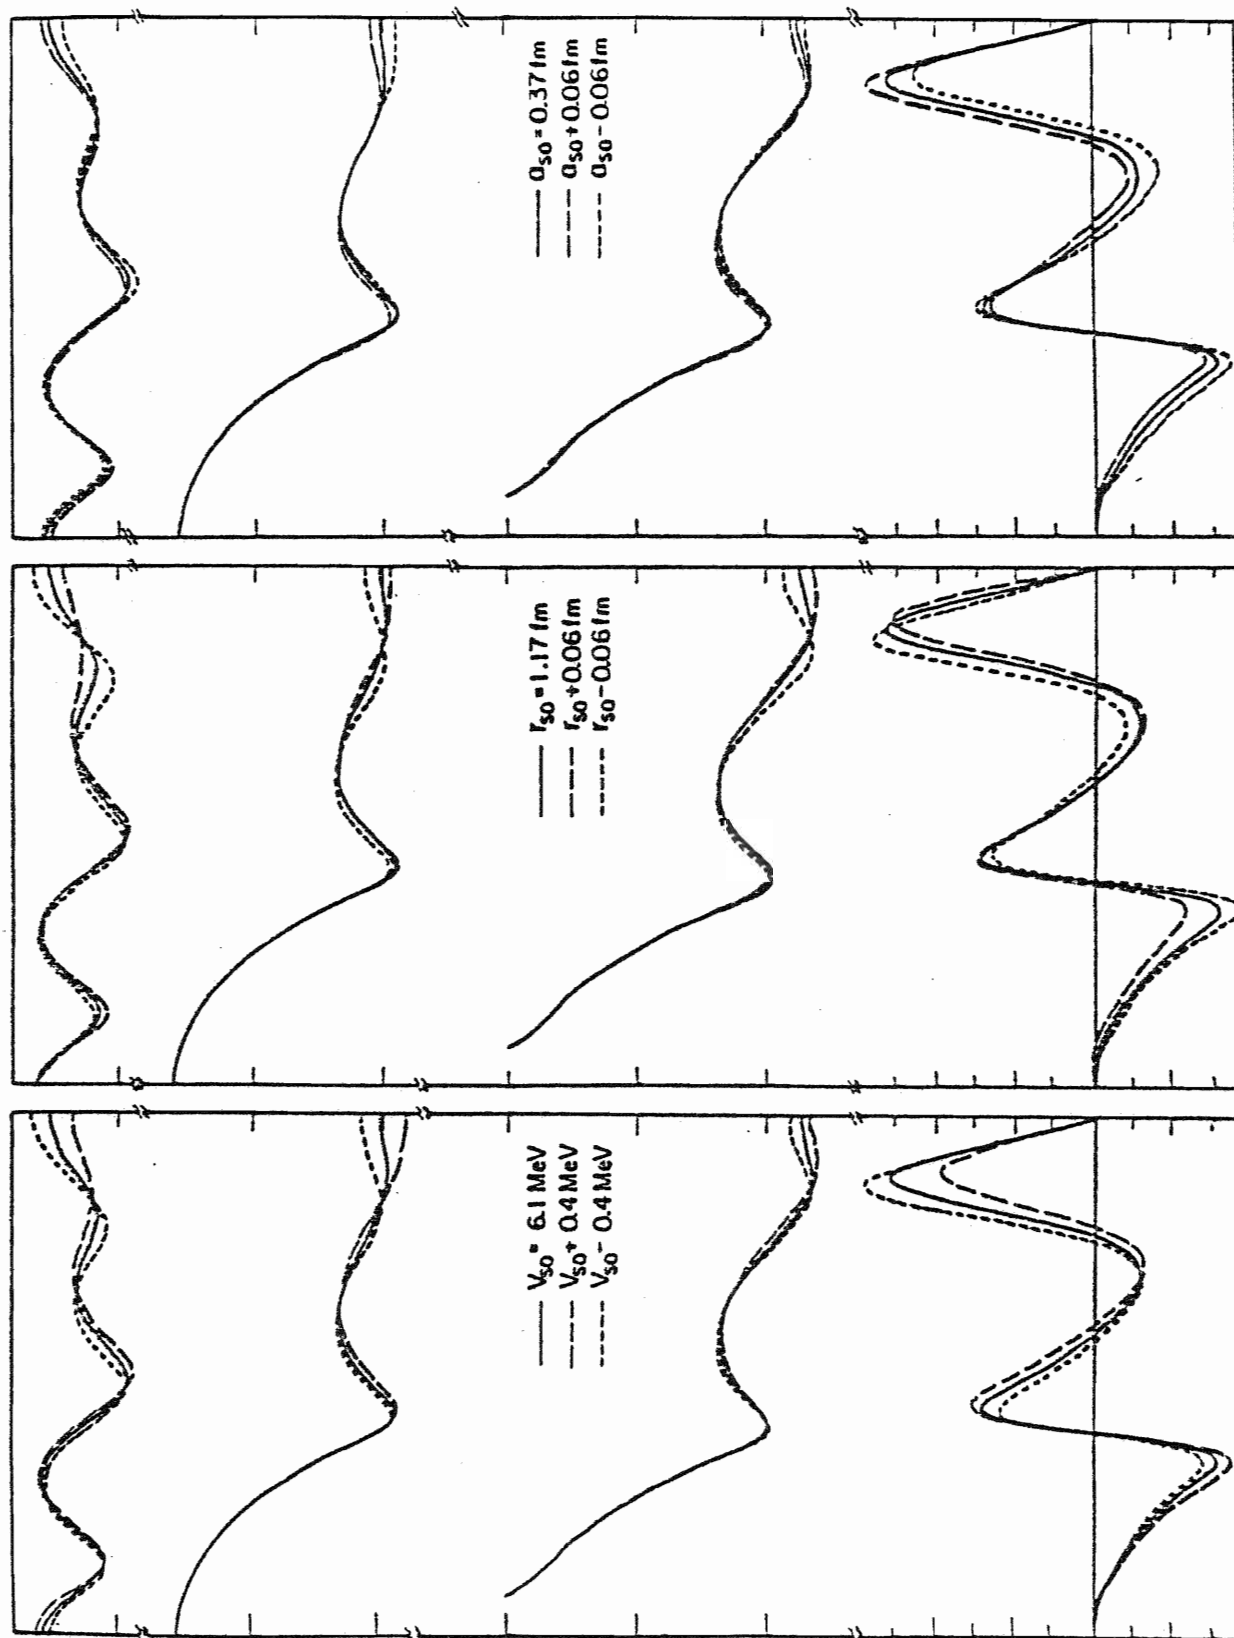 a_so = 0.37 fm
a_so + 0.06 fm
a_so - 0.06 fm
r_so = 1.17 fm
r_so + 0.06 fm
r_so - 0.06 fm
V_so = 6.1 MeV
V_so + 0.4 MeV
V_so - 0.4 MeV